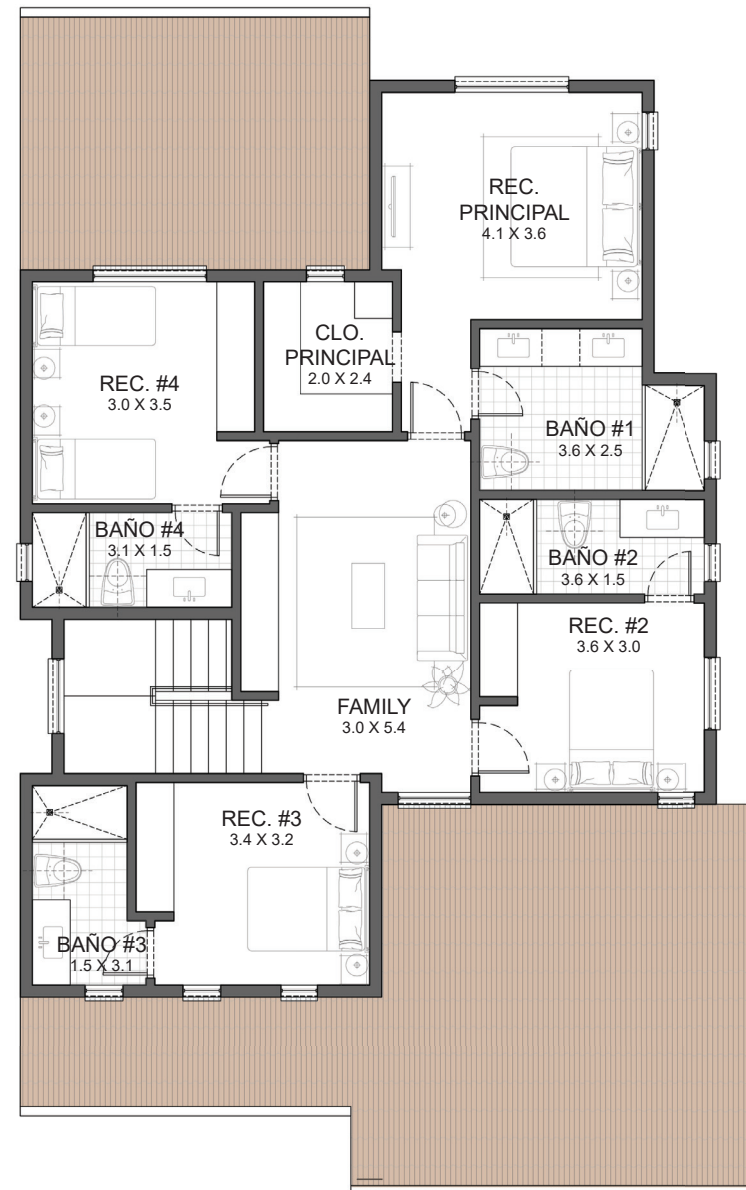 REC.
PRINCIPAL
4.1 X 3.6
CLO.
PRINCIPAL
2.0 X 2.4
REC. #4
3.0 X 3.5
BAÑO #1
3.6 X 2.5
BAÑO #4
3.1 X 1.5
BAÑO #2
3.6 X 1.5
REC. #2
3.6 X 3.0
FAMILY
3.0 X 5.4
REC. #3
3.4 X 3.2
BAÑO #3
1.5 X 3.1